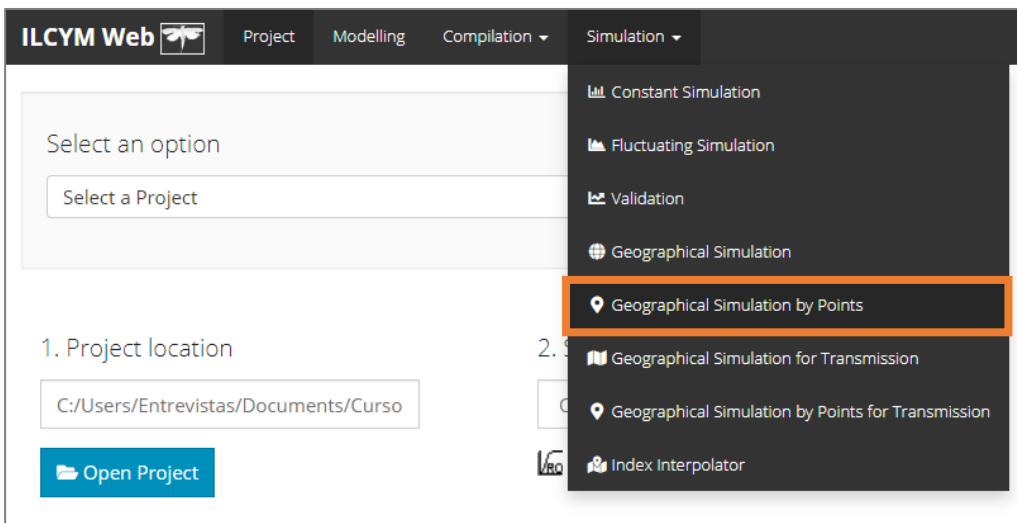 ILCYM Web Project Modelling Compilation Simulation
Constant Simulation
Select an option
Fluctuating Simulation
Select a Project
Validation
Geographical Simulation
Geographical Simulation by Points
1. Project location
2.
Geographical Simulation for Transmission
C:/Users/Entrevistas/Documents/Curso
Geographical Simulation by Points for Transmission
Open Project
Index Interpolator